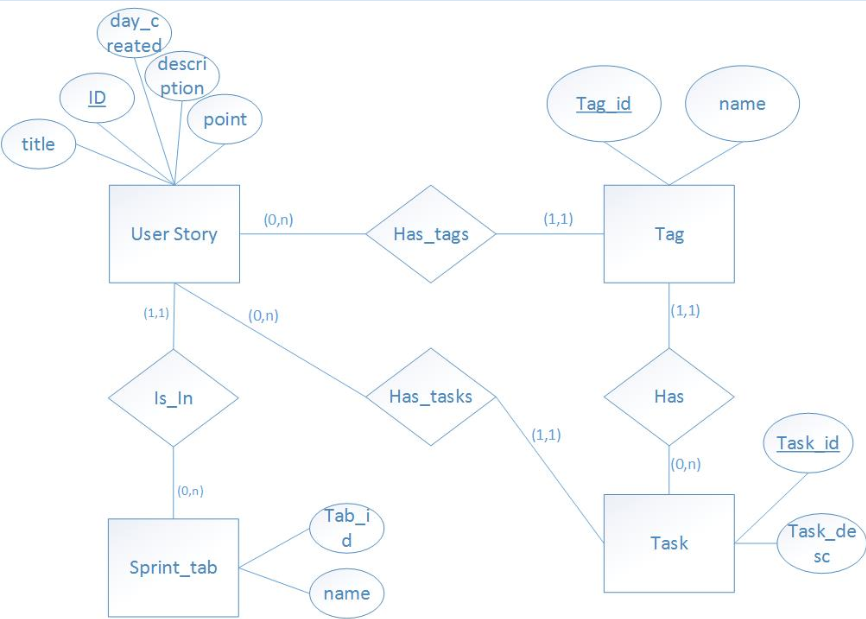 day_c
reated
descri
ption
ID
point
title
Tag_id
name
User Story
(0,n)
Has_tags
(1,1)
Tag
(1,1)
(0,n)
(1,1)
Is_In
Has_tasks
Has
(1,1)
Task_id
(0,n)
(0,n)
Tab_i
d
Task_de
sc
Task
Sprint_tab
name